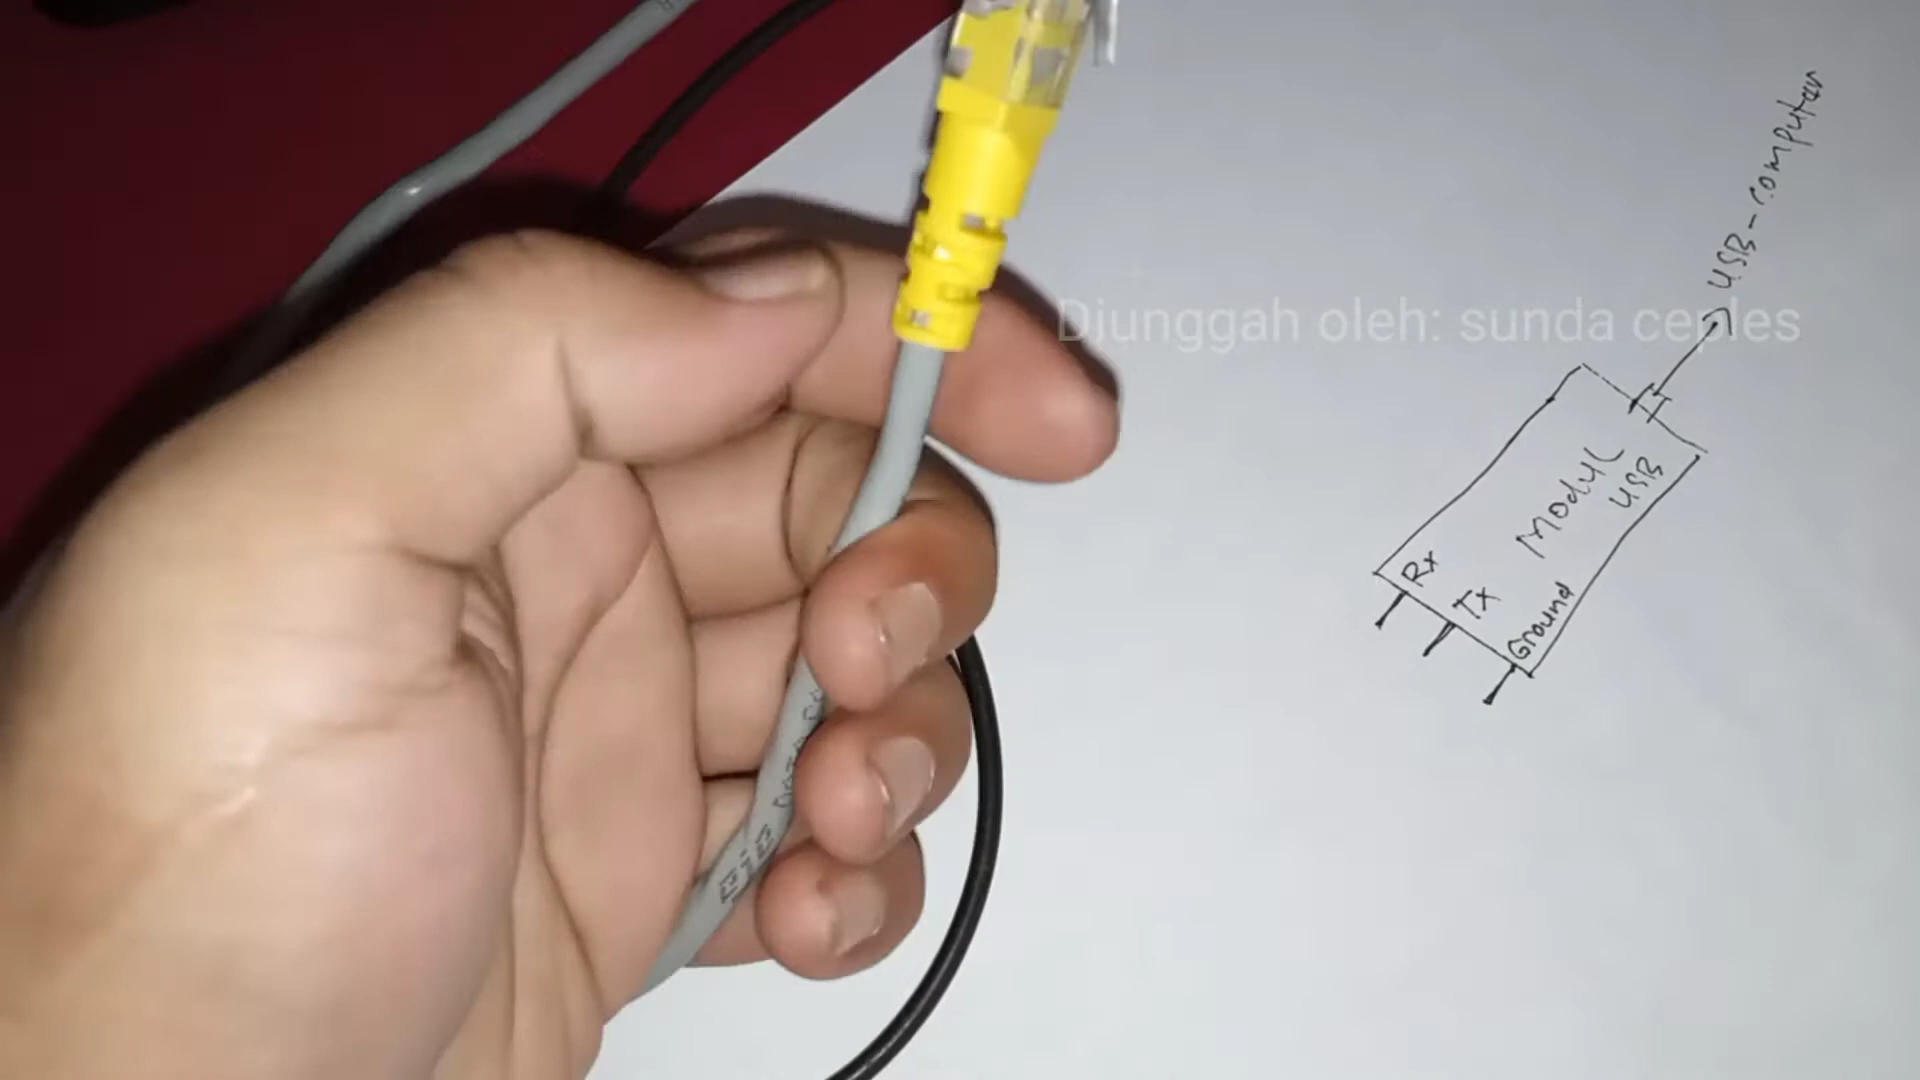 USB-computer
Djunggah oleh: sunda ceples
Modul
USB
Rx
Tx
Ground